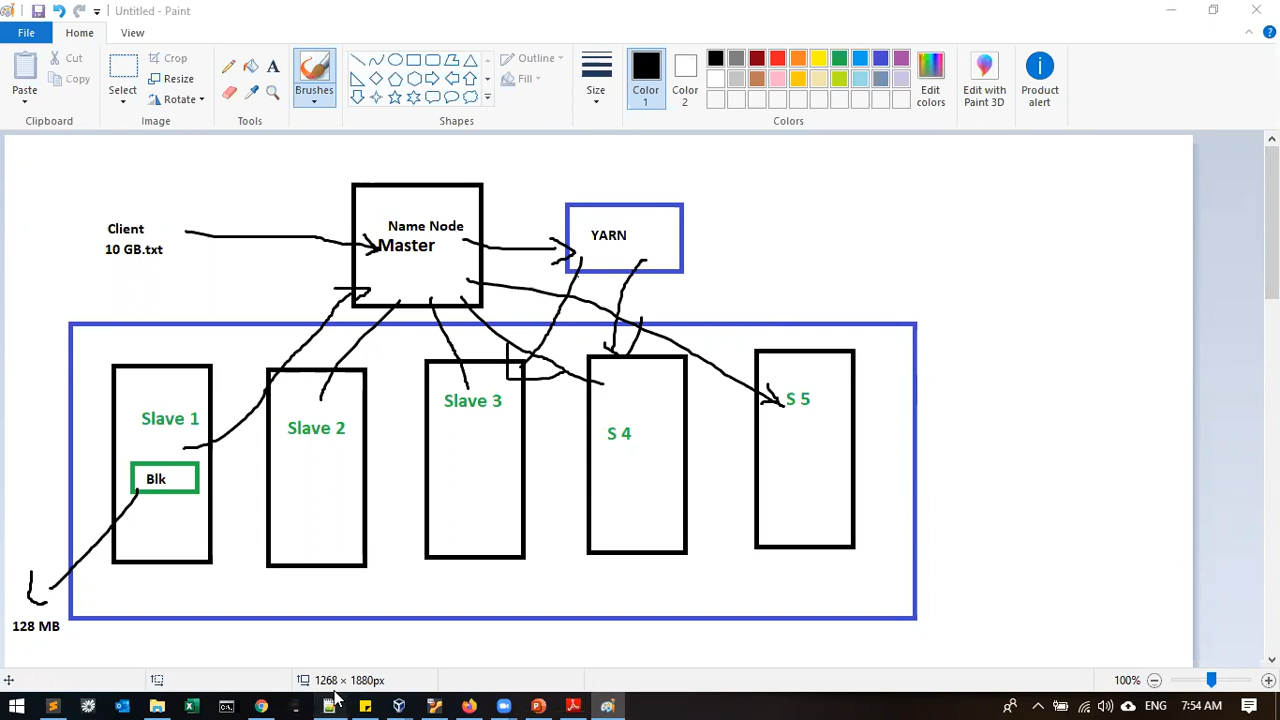 Untitled - Paint
File
Home
View
Paste
Cut
Copy
Clipboard
Select
Crop
Resize
Rotate
Image
Tools
Brushes
Shapes
Outline
Fill
Size
Color
1
Color
2
Colors
Edit
colors
Edit with
Paint 3D
Product
alert
Client
10 GB.txt
Name Node
Master
YARN
Slave 1
Blk
Slave 2
Slave 3
S 4
S 5
128 MB
1268 × 1880px
100%
ENG
7:54 AM